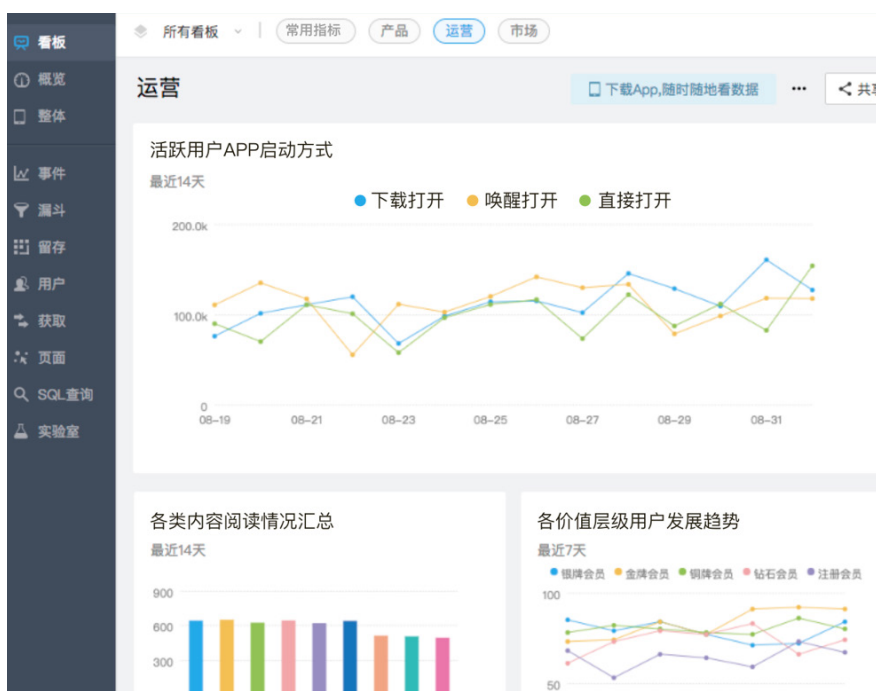 看板
概览
整体
事件
漏斗
留存
用户
获取
页面
SQL查询
实验室
所有看板
常用指标
产品
运营
市场
运营
下载App,随时随地看数据
共享
活跃用户APP启动方式
最近14天
下载打开
唤醒打开
直接打开
200.0k
100.0k
0
08-19
08-21
08-23
08-25
08-27
08-29
08-31
各类内容阅读情况汇总
最近14天
900
600
300
各价值层级用户发展趋势
最近7天
银牌会员
金牌会员
铜牌会员
钻石会员
注册会员
100
50